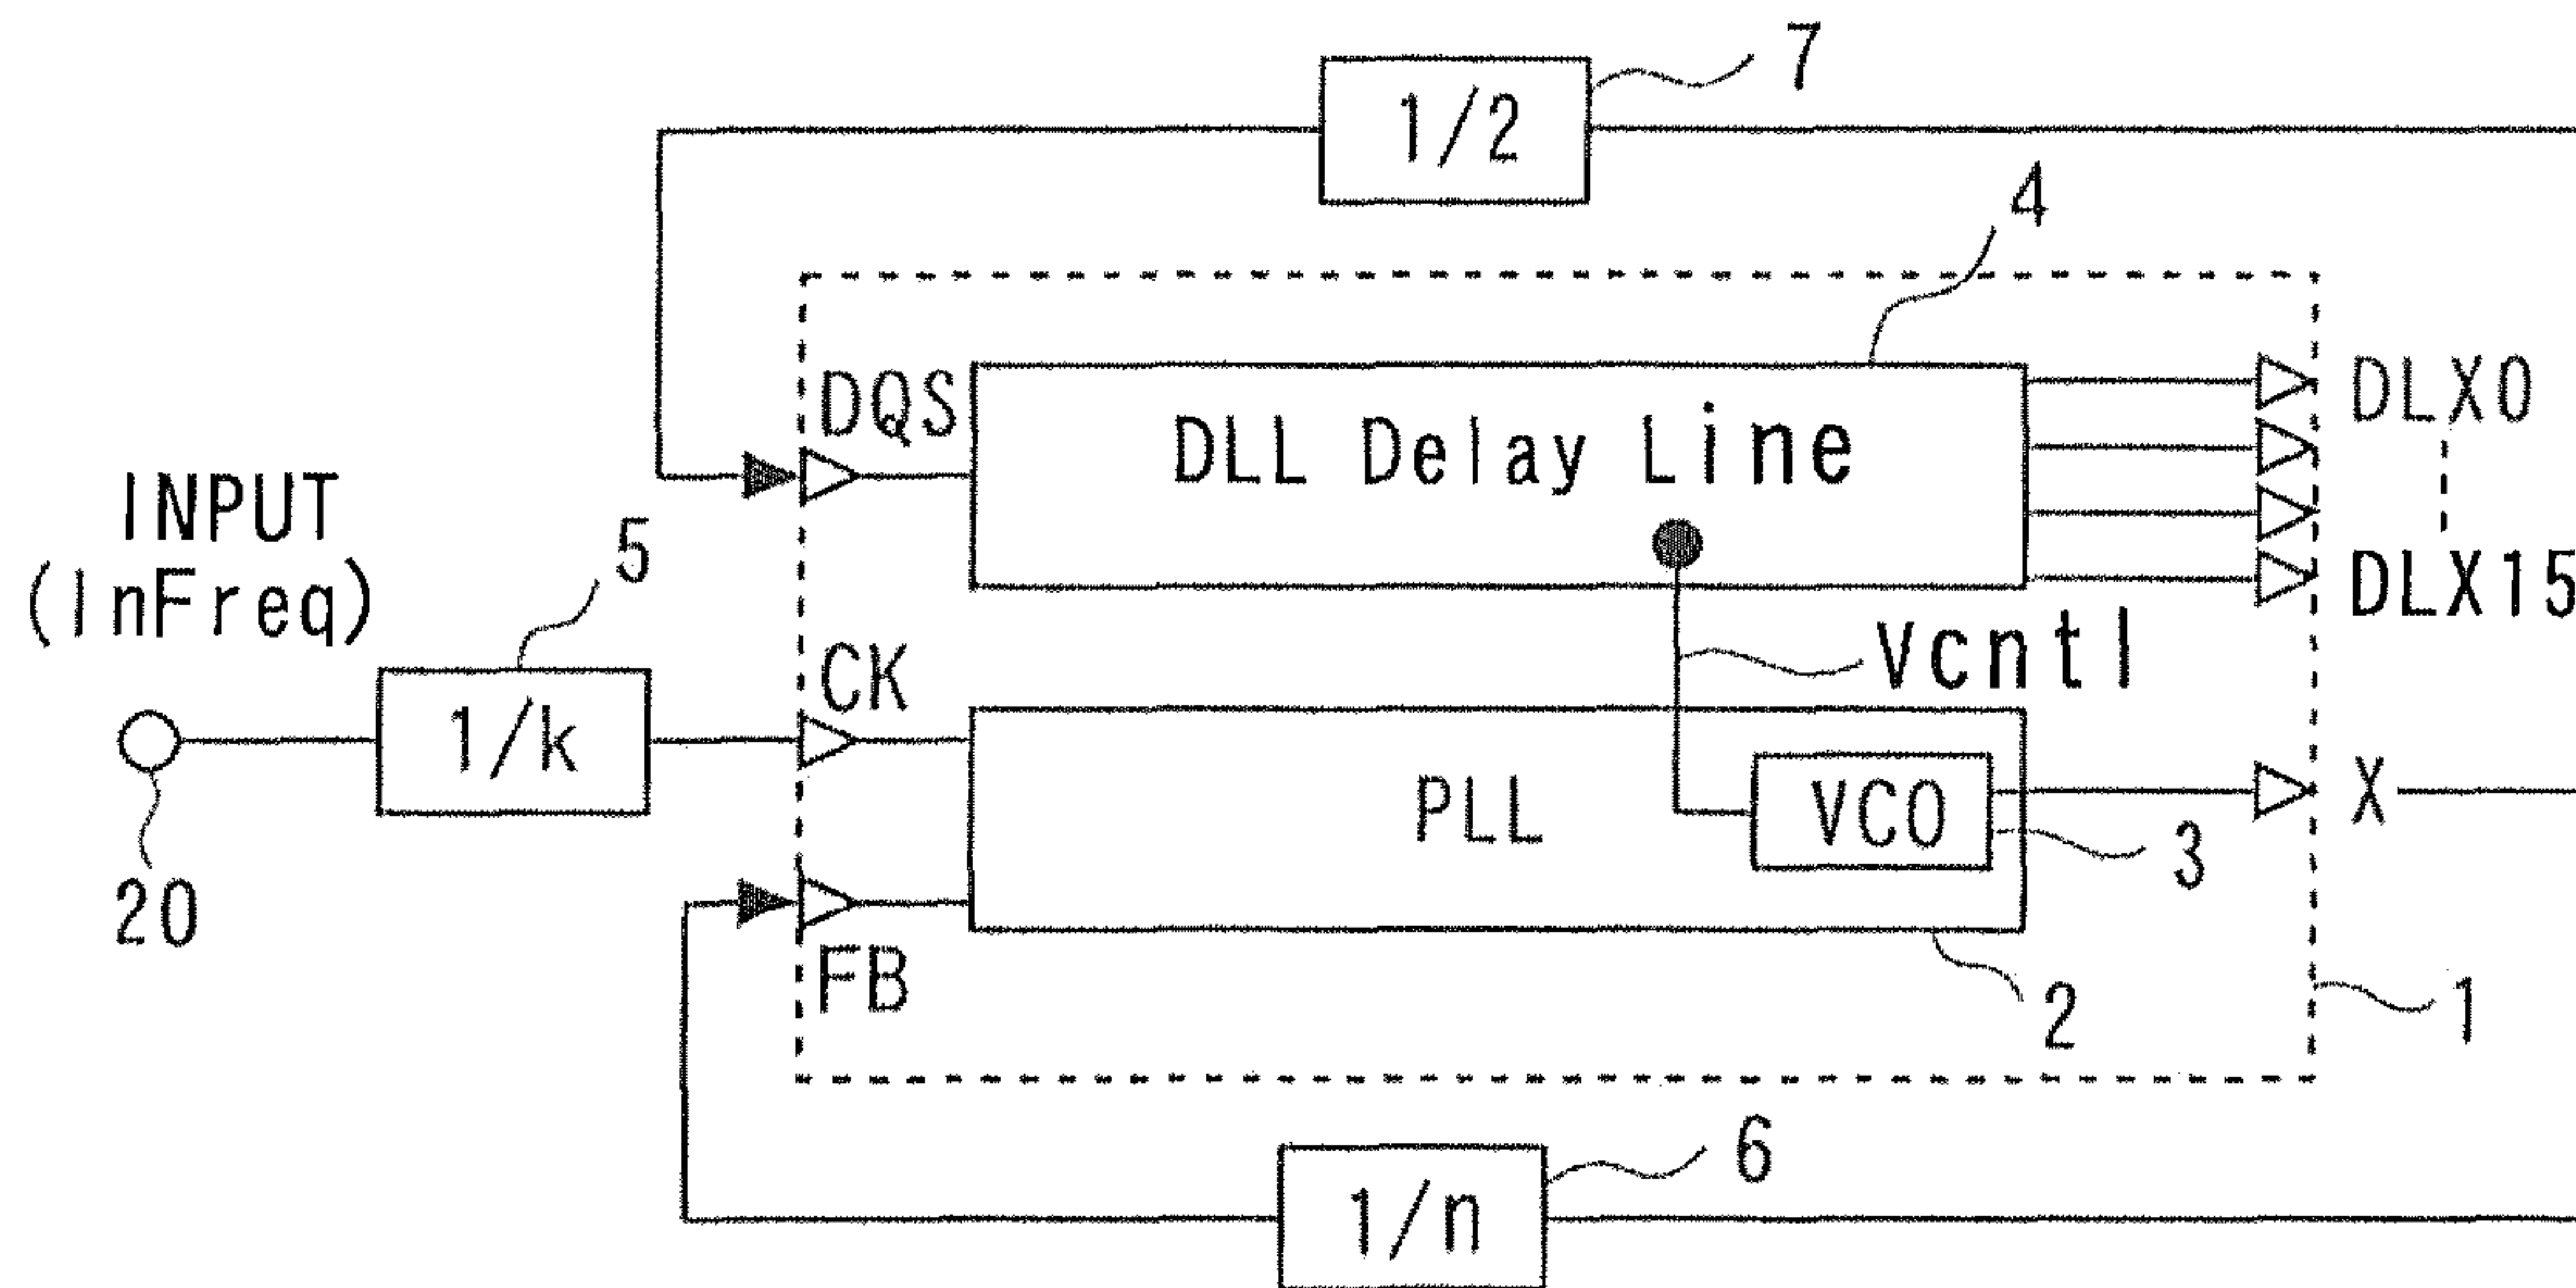 7
1/2
4
DQS
DLL Delay Line
DLX0
DLX15
INPUT
(InFreq)
5
1/k
20
CK
Vcntl
PLL
VCO
X
3
FB
2
1
6
1/n